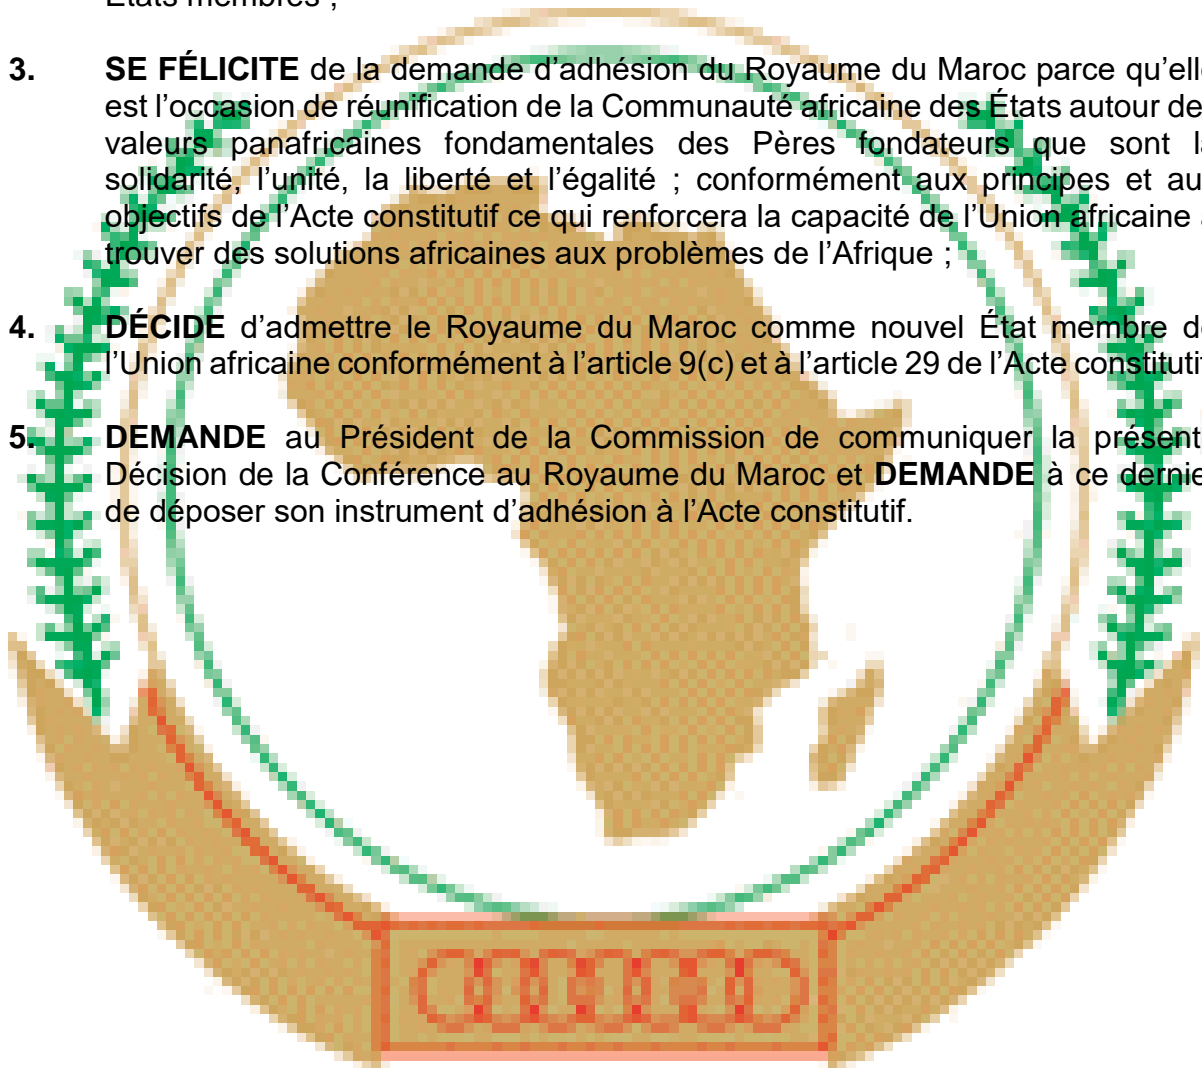 États membres ;
3. SE FÉLICITE de la demande d’adhésion du Royaume du Maroc parce qu’elle
est l’occasion de réunification de la Communauté africaine des États autour de
valeurs panafricaines fondamentales des Pères fondateurs que sont la
solidarité, l’unité, la liberté et l’égalité ; conformément aux principes et au
objectifs de l’Acte constitutif ce qui renforcera la capacité de l’Union africaine à
trouver des solutions africaines aux problèmes de l’Afrique ;
4. DÉCIDE d’admettre le Royaume du Maroc comme nouvel État membre de
l’Union africaine conformément à l’article 9(c) et à l’article 29 de l’Acte constitutif
5. DEMANDE au Président de la Commission de communiquer la présent
Décision de la Conférence au Royaume du Maroc et DEMANDE à ce dernie
de déposer son instrument d’adhésion à l’Acte constitutif.